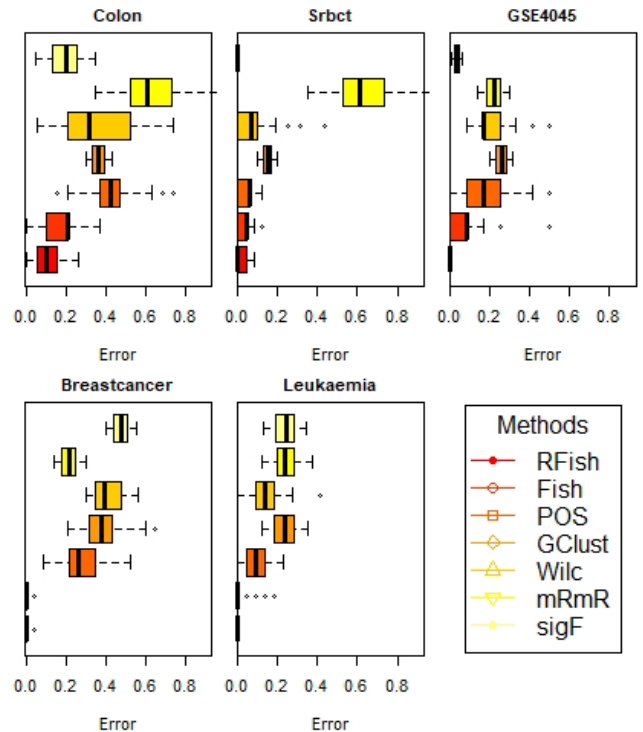 Colon
Srbct
GSE4045
0.0 0.2 0.4 0.6 0.8
0.0 0.2 0.4 0.6 0.8
0.0 0.2 0.4 0.6 0.8
Error
Error
Error
Breastcancer
Leukaemia
0.0 0.2 0.4 0.6 0.8
0.0 0.2 0.4 0.6 0.8
Error
Error
Methods
RFish
Fish
POS
GClust
Wilc
mRmR
sigF